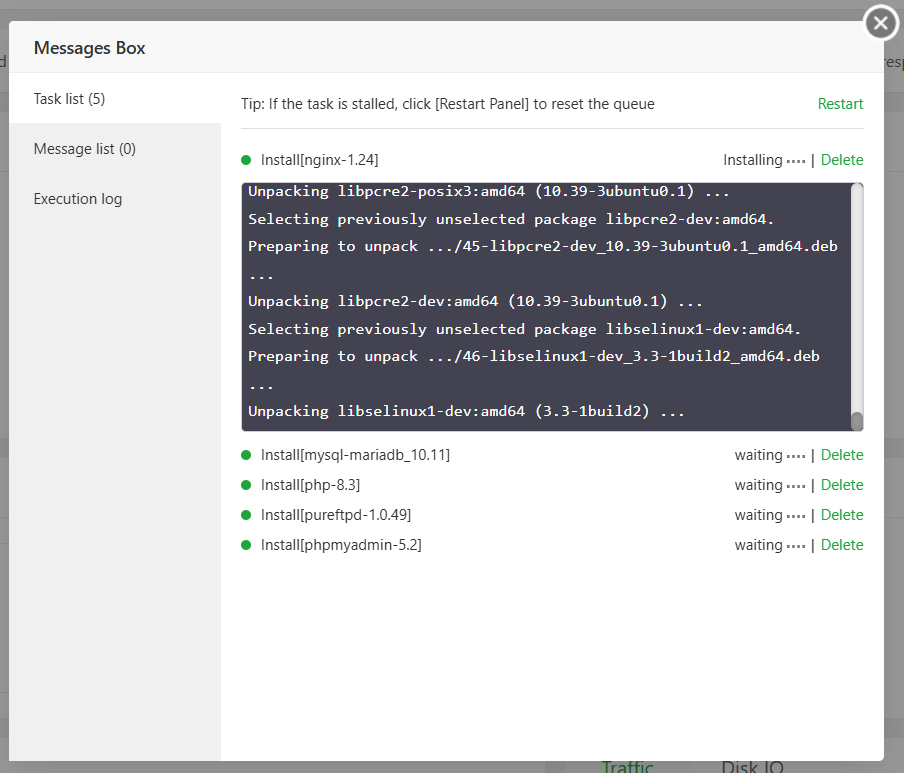 Messages Box
Task list (5)
Message list (0)
Execution log
Tip: If the task is stalled, click [Restart Panel] to reset the queue
Restart
Install[nginx-1.24]
Installing | Delete
Unpacking libpcre2-posix3:amd64 (10.39-3ubuntu0.1) ...
Selecting previously unselected package libpcre2-dev:amd64.
Preparing to unpack .../45-libpcre2-dev_10.39-3ubuntu0.1_amd64.deb
...
Unpacking libpcre2-dev:amd64 (10.39-3ubuntu0.1) ...
Selecting previously unselected package libselinux1-dev:amd64.
Preparing to unpack .../46-libselinux1-dev_3.3-1build2_amd64.deb
...
Unpacking libselinux1-dev:amd64 (3.3-1build2) ...
Install[mysql-mariadb_10.11]
waiting | Delete
Install[php-8.3]
waiting | Delete
Install[pureftpd-1.0.49]
waiting | Delete
Install[phpmyadmin-5.2]
waiting | Delete
Traffic
Disk IO